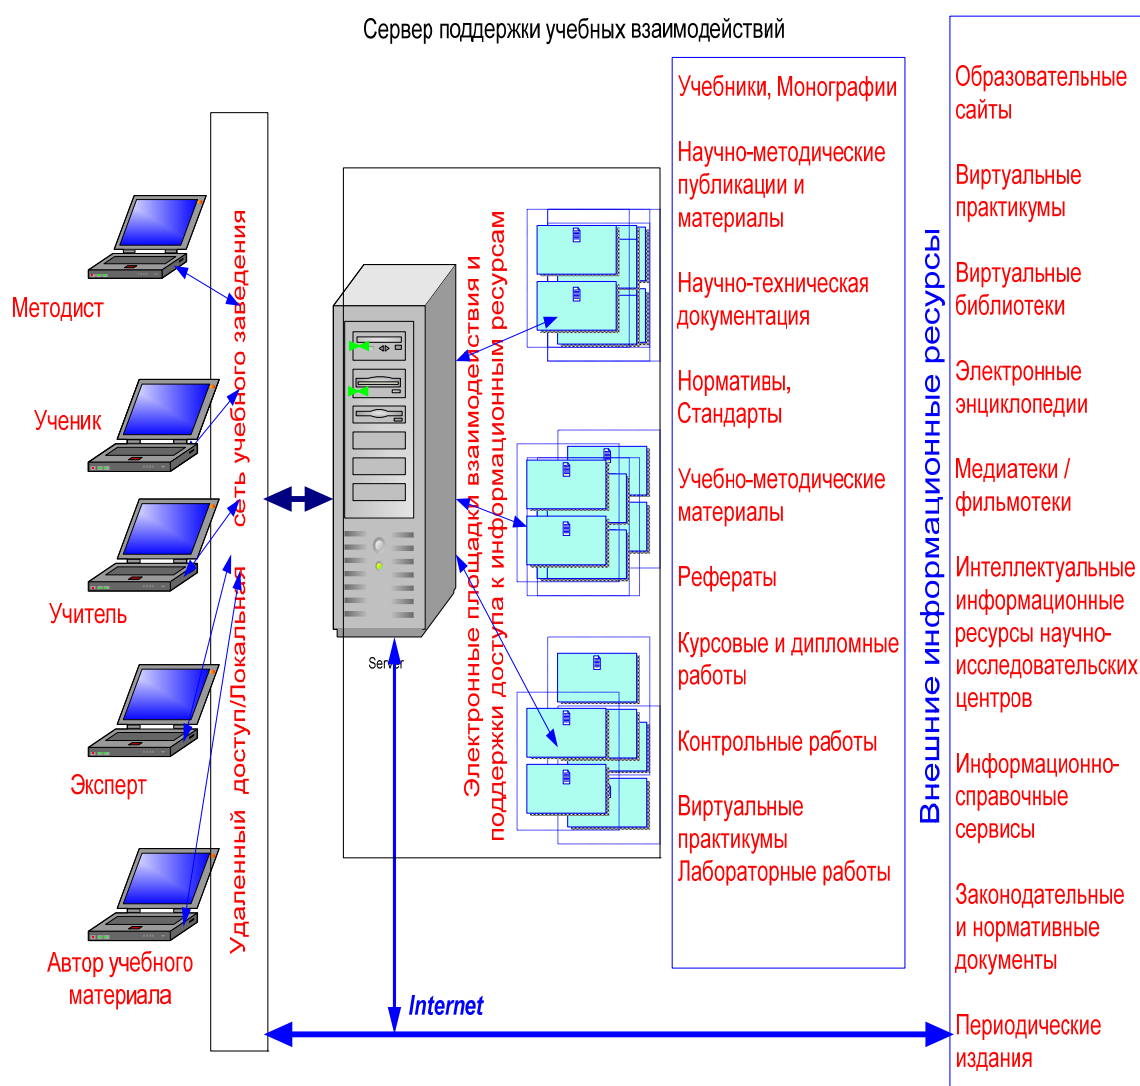 Сервер поддержки учебных взаимодействий
Методист
Ученик
Учитель
Эксперт
Автор учебного
материала
Удаленный доступ/Локальная сеть учебного заведения
Server
Электронные площадки взаимодействия и
поддержки доступа к информационным ресурсам
Учебники, Монографии
Научно-методические
публикации и
материалы
Научно-техническая
документация
Нормативы,
Стандарты
Учебно-методические
материалы
Рефераты
Курсовые и дипломные
работы
Контрольные работы
Виртуальные
практикумы
Лабораторные работы
Внешние информационные ресурсы
Образовательные
сайты
Виртуальные
практикумы
Виртуальные
библиотеки
Электронные
энциклопедии
Медиатеки /
фильмотеки
Интеллектуальные
информационные
ресурсы научно-
исследовательских
центров
Информационно-
справочные
сервисы
Законодательные
и нормативные
документы
Периодические
издания
Internet